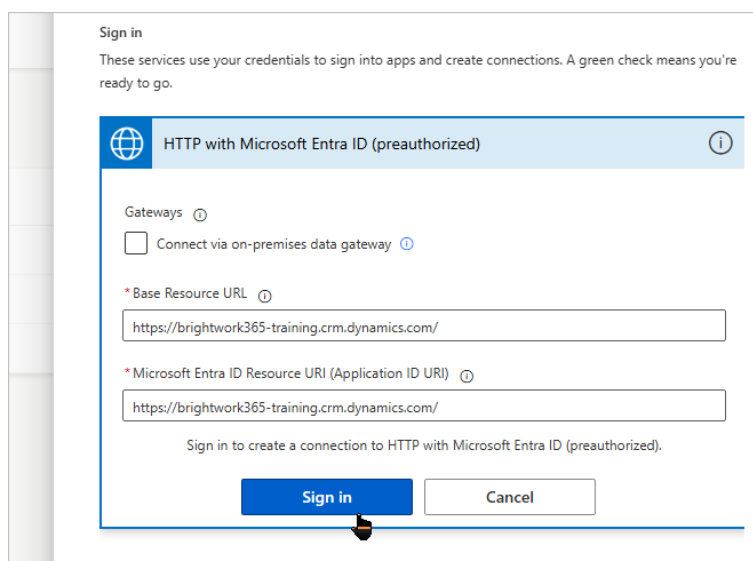 Sign in
These services use your credentials to sign into apps and create connections. A green check means you're
ready to go.
HTTP with Microsoft Entra ID (preauthorized)
Gateways
Connect via on-premises data gateway
*Base Resource URL
https://brightwork365-training.crm.dynamics.com/
*Microsoft Entra ID Resource URI (Application ID URI)
https://brightwork365-training.crm.dynamics.com/
Sign in to create a connection to HTTP with Microsoft Entra ID (preauthorized).
Sign in Cancel